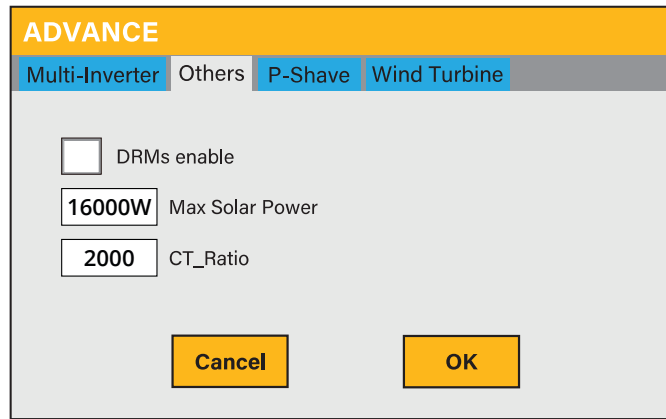 ADVANCE
Multi-Inverter Others P-Shave Wind Turbine
DRMs enable
16000W Max Solar Power
2000 CT_Ratio
Cancel OK